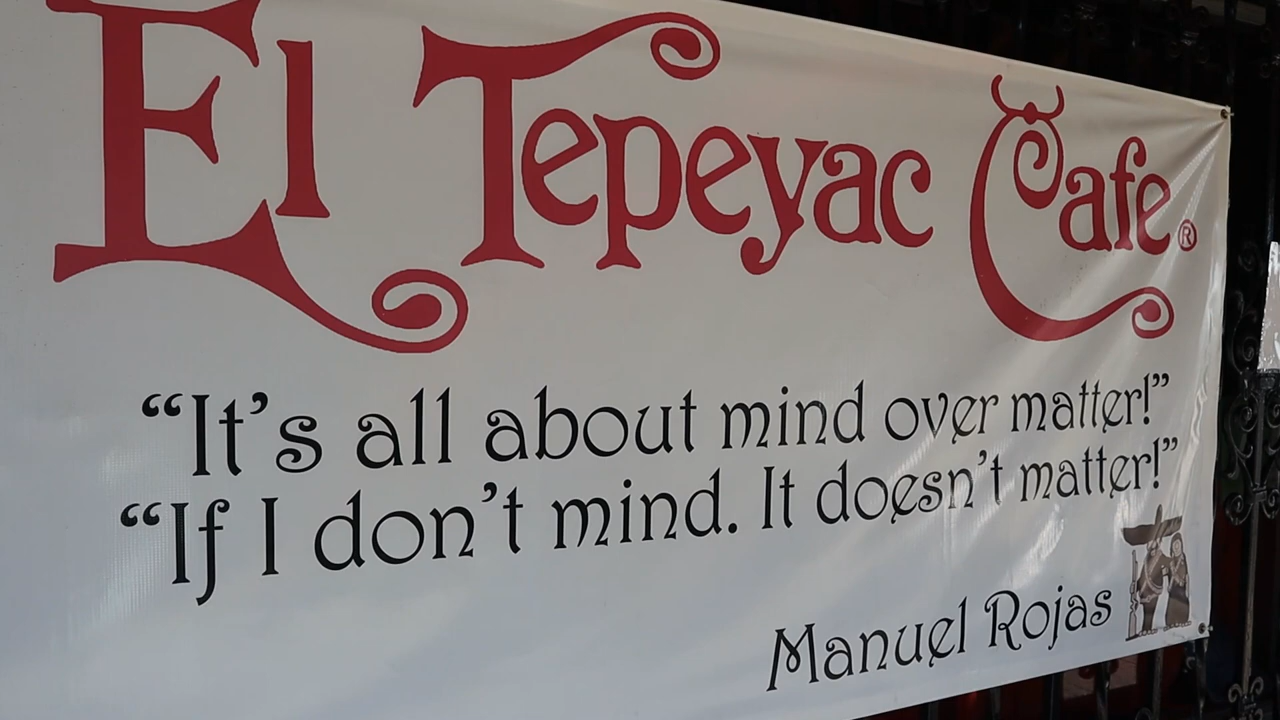 El Tepeyac Cafe®
“It’s all about mind over matter!”
“If I don’t mind. It doesn’t matter!”
Manuel Rojas